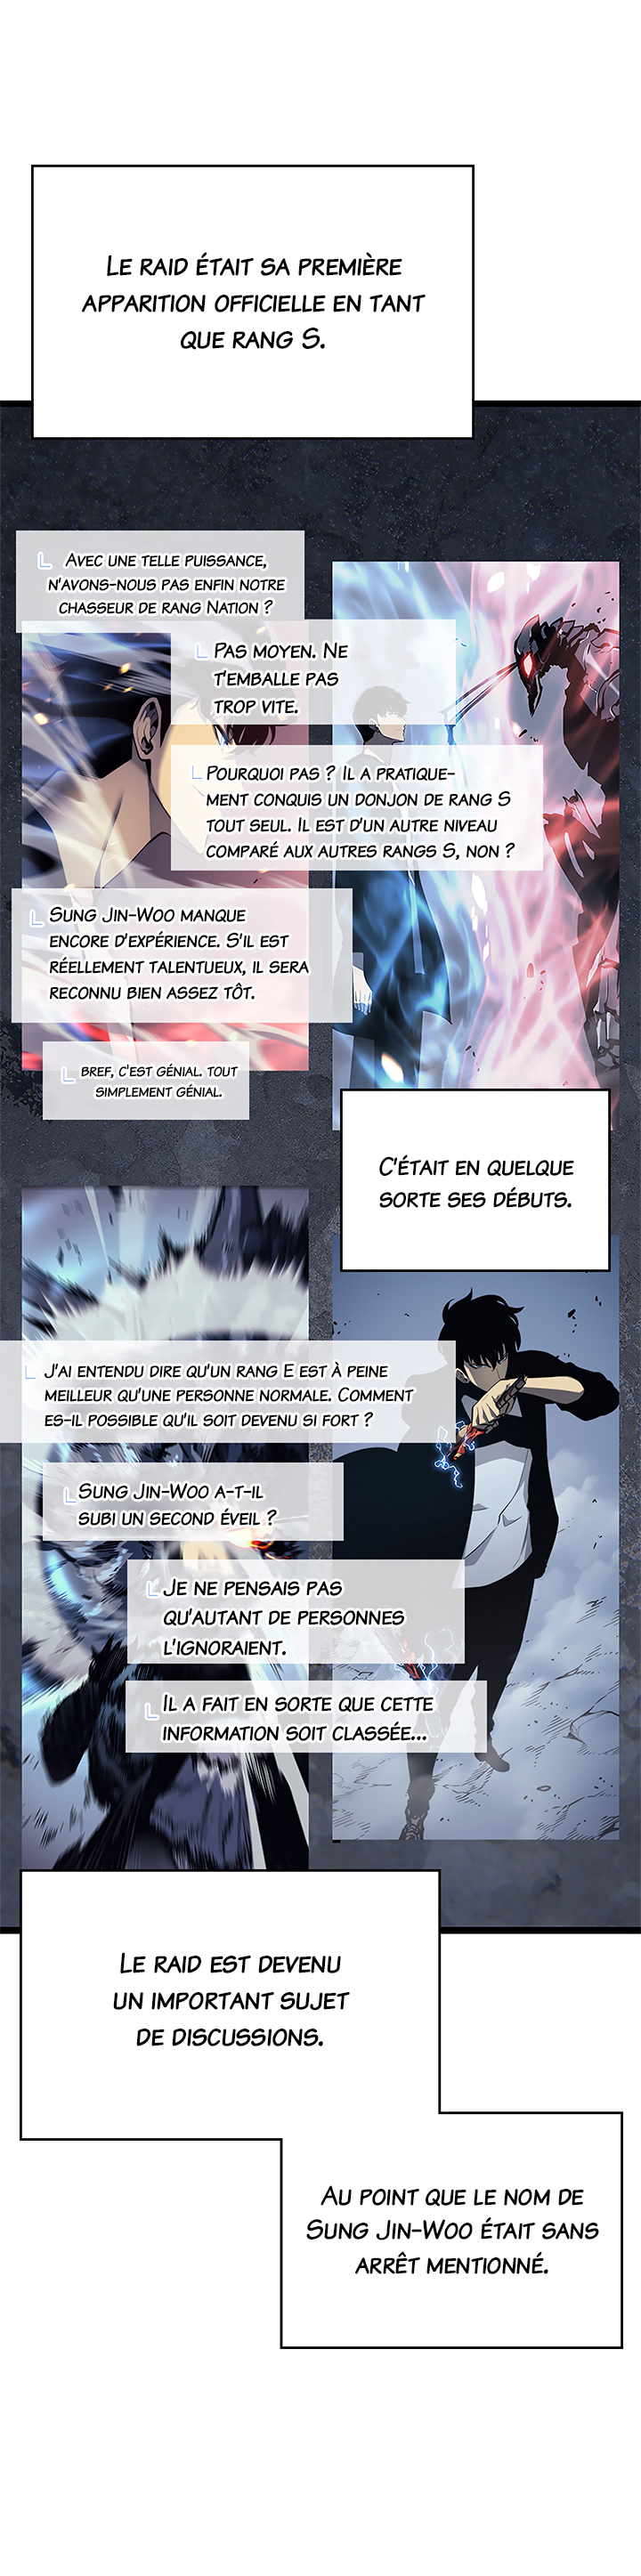 Le raid était sa première
apparition officielle en tant
que rang S.
Avec une telle puissance,
n'avons-nous pas enfin notre
chasseur de rang Nation ?
Pas moyen. Ne
t'emballe pas
trop vite.
Pourquoi pas ? Il a pratique-
ment conquis un donjon de rang S
tout seul. Il est d'un autre niveau
comparé aux autres rangs S, non ?
Sung Jin-Woo manque
encore d'expérience. S'il est
réellement talentueux, il sera
reconnu bien assez tôt.
bref, c'est génial. tout
simplement génial.
C'était en quelque
sorte ses débuts.
J'ai entendu dire qu'un rang E est à peine
meilleur qu'une personne normale. Comment
es-il possible qu'il soit devenu si fort ?
Sung Jin-Woo a-t-il
subi un second éveil ?
Je ne pensais pas
qu'autant de personnes
l'ignoraient.
Il a fait en sorte que cette
information soit classée...
Le raid est devenu
un important sujet
de discussions.
Au point que le nom de
Sung Jin-Woo était sans
arrêt mentionné.